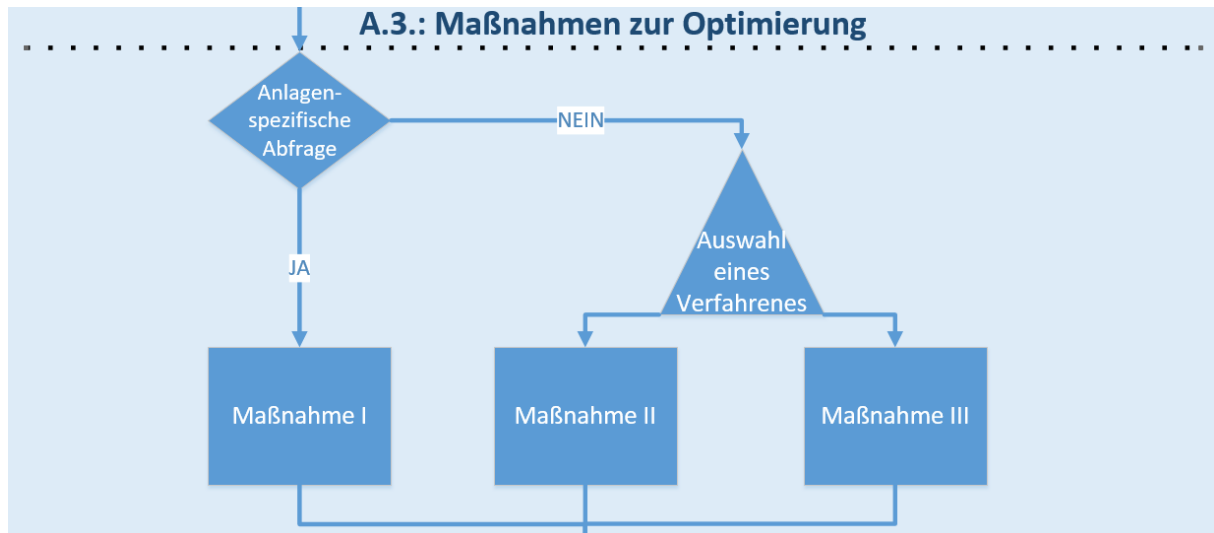 A.3.: Maßnahmen zur Optimierung
Anlagen-
spezifische
Abfrage
NEIN
Auswahl
eines
Verfahrenes
JA
Maßnahme I
Maßnahme II
Maßnahme III